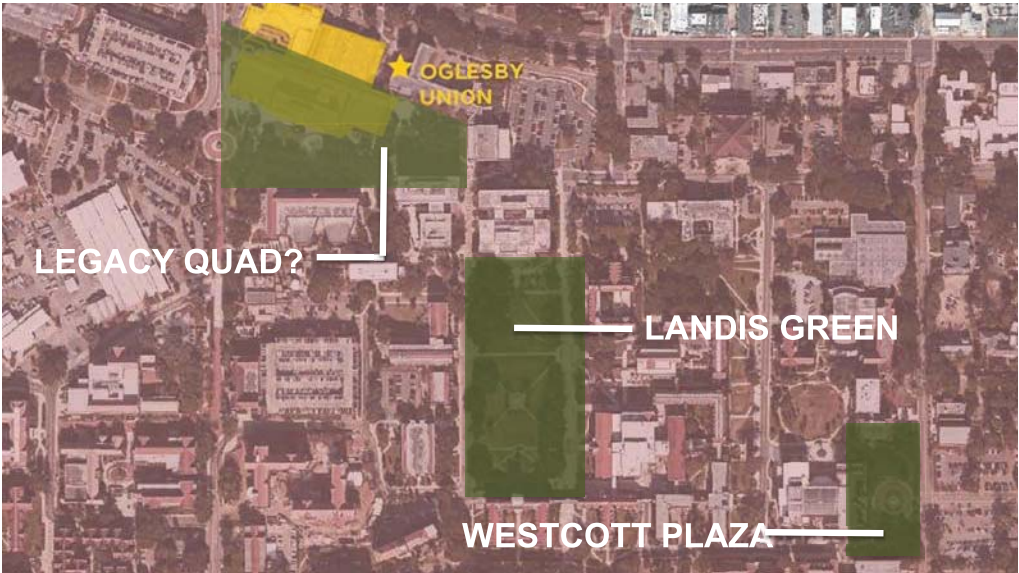 OGLESBY
UNION
LEGACY QUAD?
LANDIS GREEN
WESTCOTT PLAZA